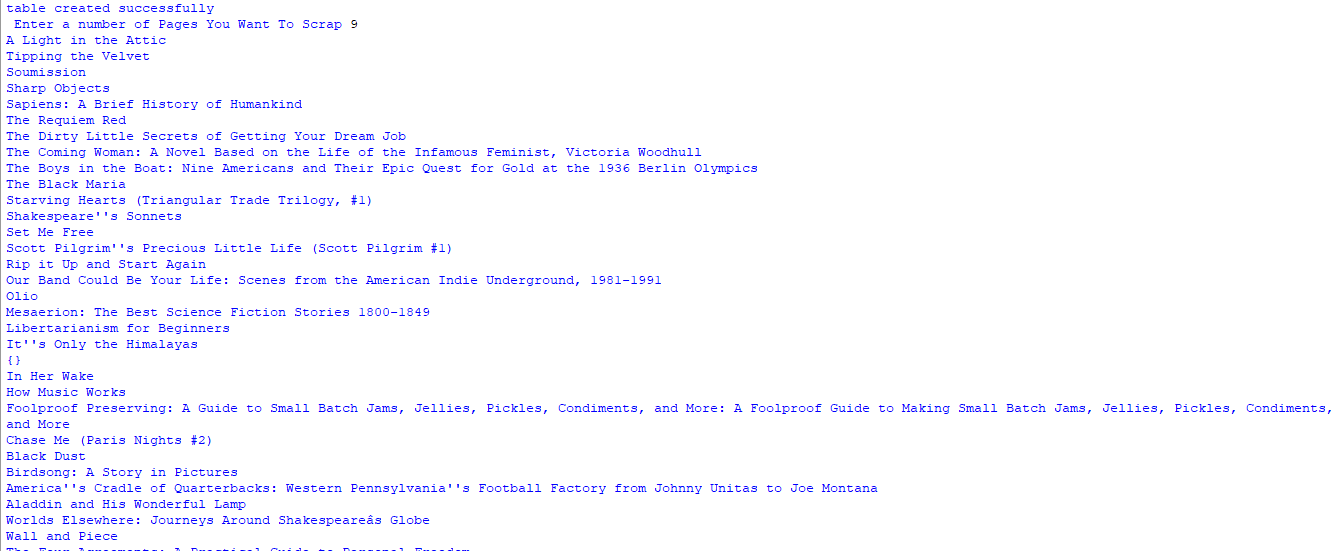 table created successfully
Enter a number of Pages You Want To Scrap 9
A Light in the Attic
Tipping the Velvet
Soumission
Sharp Objects
Sapiens: A Brief History of Humankind
The Requiem Red
The Dirty Little Secrets of Getting Your Dream Job
The Coming Woman: A Novel Based on the Life of the Infamous Feminist, Victoria Woodhull
The Boys in the Boat: Nine Americans and Their Epic Quest for Gold at the 1936 Berlin Olympics
The Black Maria
Starving Hearts (Triangular Trade Trilogy, #1)
Shakespeare''s Sonnets
Set Me Free
Scott Pilgrim''s Precious Little Life (Scott Pilgrim #1)
Rip it Up and Start Again
Our Band Could Be Your Life: Scenes from the American Indie Underground, 1981-1991
Olio
Mesaerion: The Best Science Fiction Stories 1800-1849
Libertarianism for Beginners
It''s Only the Himalayas
{}
In Her Wake
How Music Works
Foolproof Preserving: A Guide to Small Batch Jams, Jellies, Pickles, Condiments, and More: A Foolproof Guide to Making Small Batch Jams, Jellies, Pickles, Condiments,
and More
Chase Me (Paris Nights #2)
Black Dust
Birdsong: A Story in Pictures
America''s Cradle of Quarterbacks: Western Pennsylvania''s Football Factory from Johnny Unitas to Joe Montana
Aladdin and His Wonderful Lamp
Worlds Elsewhere: Journeys Around Shakespeareâs Globe
Wall and Piece
The Four Agreements: A Practical Guide to Personal Freedom